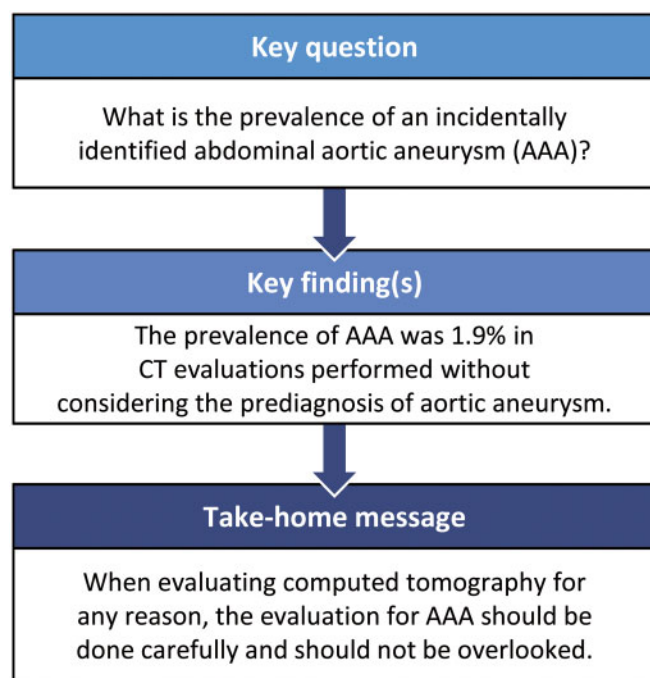 Key question
What is the prevalence of an incidentally
identified abdominal aortic aneurysm (AAA)?
Key finding(s)
The prevalence of AAA was 1.9% in
CT evaluations performed without
considering the prediagnosis of aortic aneurysm.
Take-home message
When evaluating computed tomography for
any reason, the evaluation for AAA should be
done carefully and should not be overlooked.